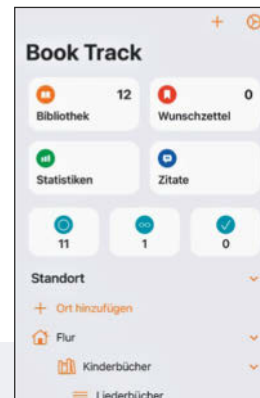 Book Track
12
Bibliothek
0
Wunschzettel
Statistiken
Zitate
11
1
0
Standort
Ort hinzufügen
Flur
Kinderbücher
Liederbücher